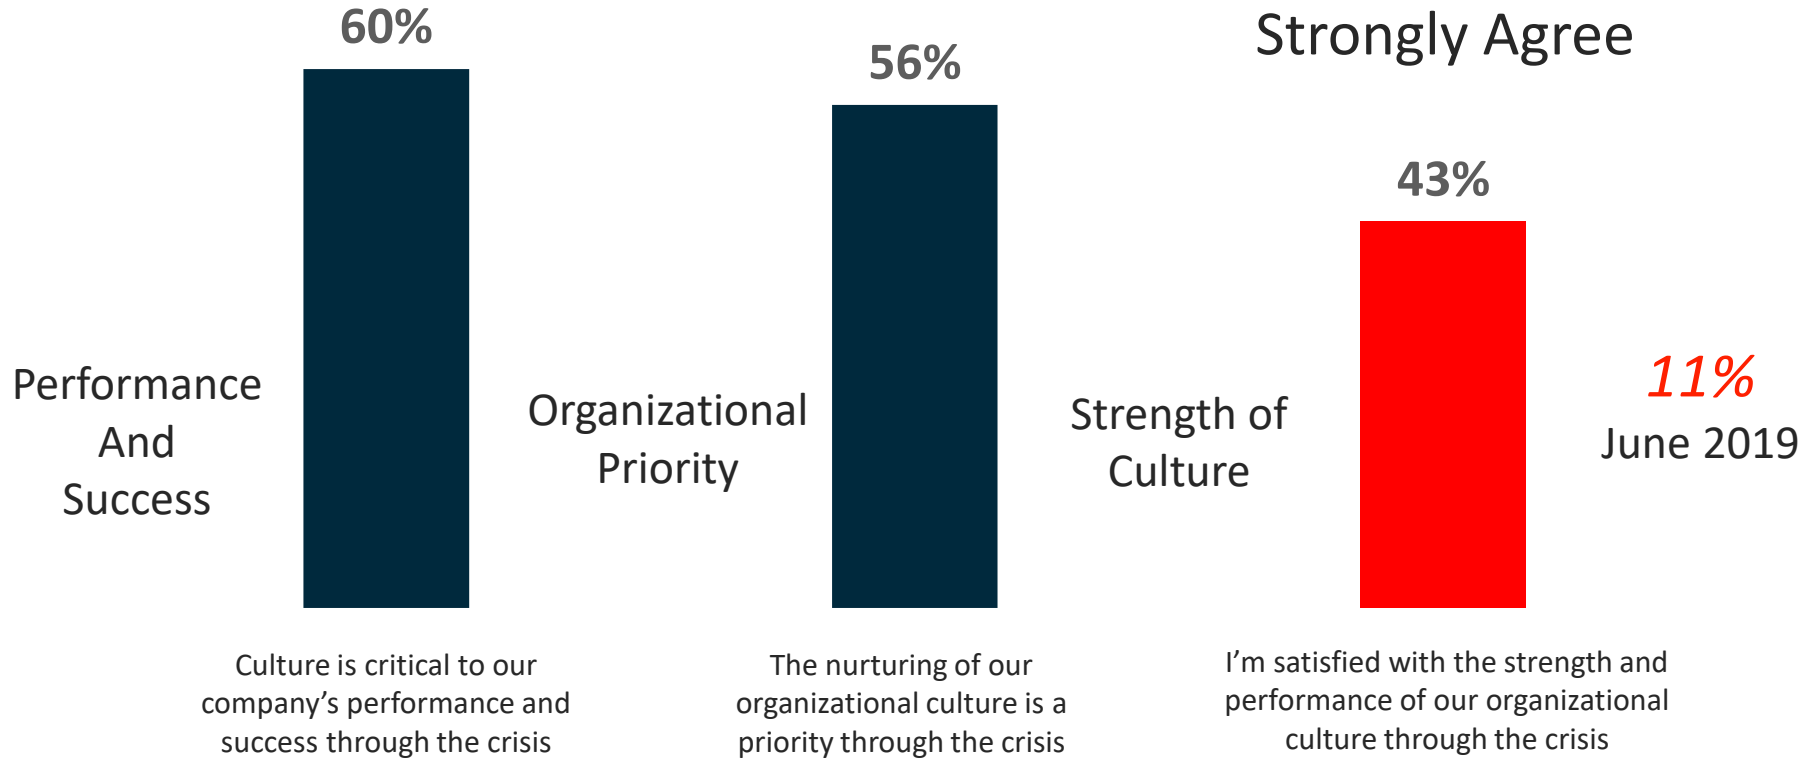 Strongly Agree
60%
Performance
And
Success
Culture is critical to our
company’s performance and
success through the crisis
56%
Organizational
Priority
The nurturing of our
organizational culture is a
priority through the crisis
43%
Strength of
Culture
I’m satisfied with the strength and
performance of our organizational
culture through the crisis
11%
June 2019